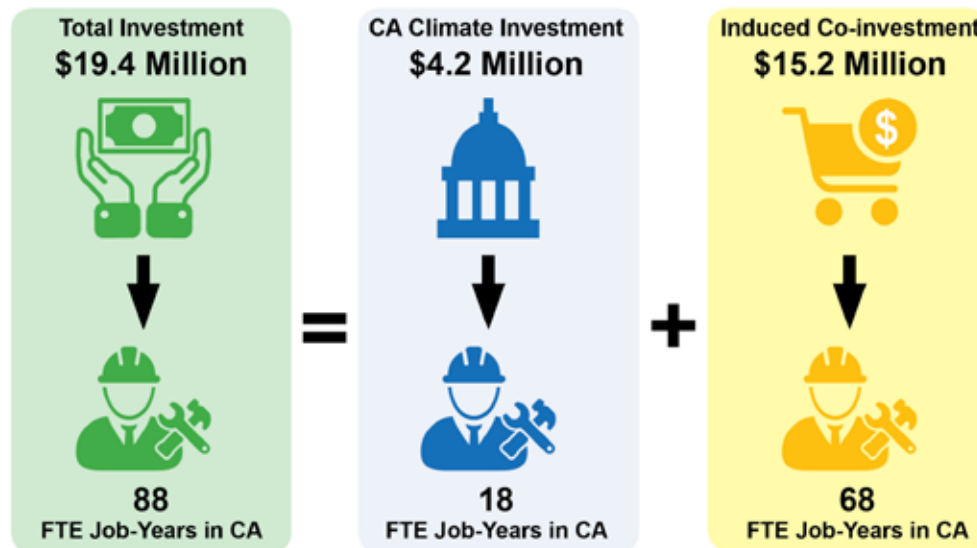 Total Investment
$19.4 Million
88
FTE Job-Years in CA
=
CA Climate Investment
$4.2 Million
18
FTE Job-Years in CA
+
Induced Co-investment
$15.2 Million
$
68
FTE Job-Years in CA